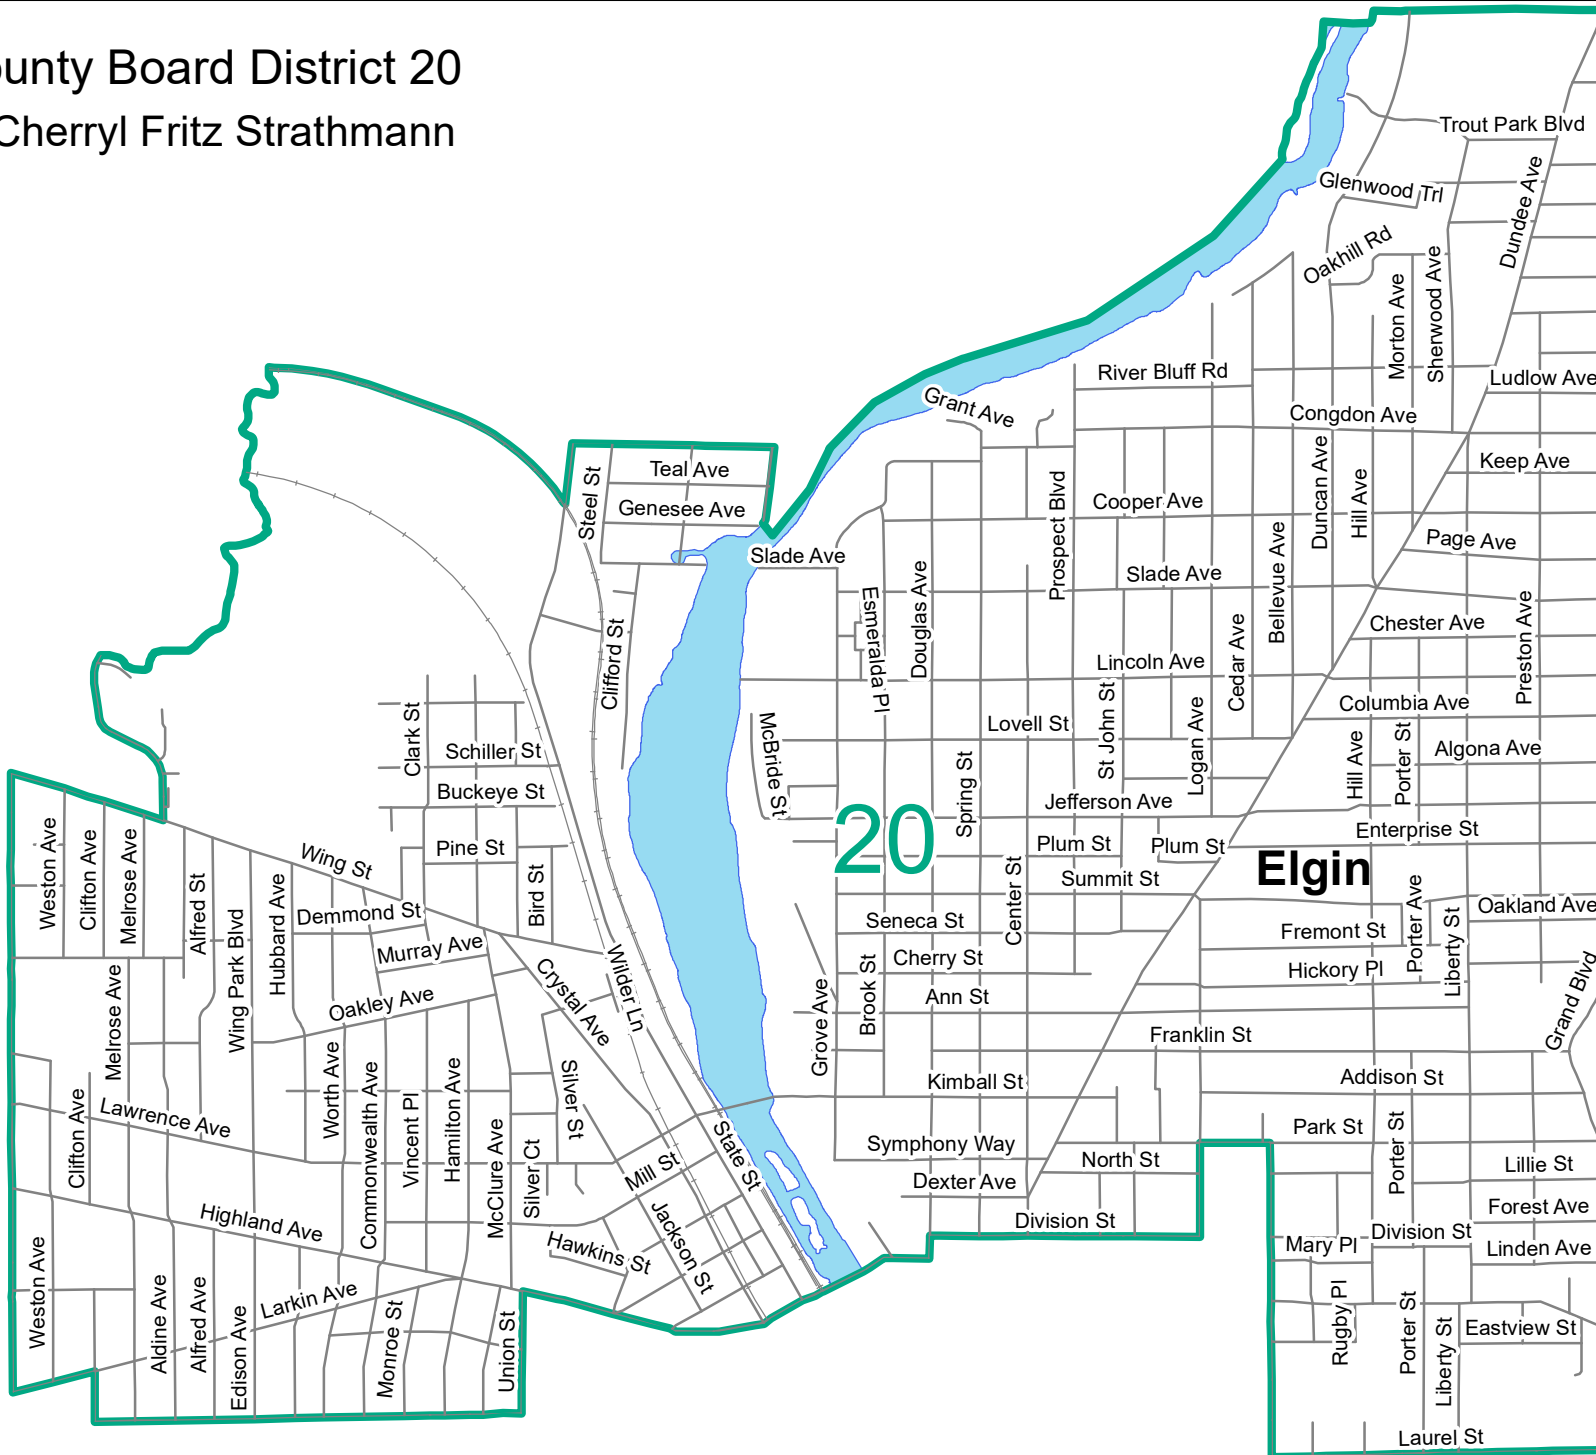 ounty Board District 20
Cherryl Fritz Strathmann
Trout Park Blvd
Glenwood Trl
Dundee Ave
Oakhill Rd
Morton Ave
Sherwood Ave
River Bluff Rd
Ludlow Ave
Grant Ave
Congdon Ave
Keep Ave
Teal Ave
Steel St
Genesee Ave
Slade Ave
Prospect Blvd
Cooper Ave
Duncan Ave
Hill Ave
Page Ave
Bellevue Ave
Slade Ave
Esmeralda Pl
Douglas Ave
Clifford St
Chester Ave
Preston Ave
Lincoln Ave
Cedar Ave
Columbia Ave
Clark St
Schiller St
McBride St
Lovell St
St John St
Logan Ave
Hill Ave
Porter St
Algona Ave
Buckeye St
Spring St
Jefferson Ave
Enterprise St
20
Plum St
Plum St
Elgin
Wing St
Pine St
Weston Ave
Clifton Ave
Melrose Ave
Alfred St
Hubbard Ave
Bird St
Summit St
Center St
Demmond St
Seneca St
Oakland Ave
Fremont St
Porter Ave
Liberty St
Wing Park Blvd
Murray Ave
Cherry St
Hickory Pl
Crystal Ave
Wilder Ln
Brook St
Ann St
Grand Blvd
Melrose Ave
Oakley Ave
Grove Ave
Franklin St
Kimball St
Addison St
Worth Ave
Commonwealth Ave
Vincent Pl
Hamilton Ave
Silver St
Clifton Ave
Lawrence Ave
McClure Ave
State St
Park St
Porter St
Symphony Way
North St
Lillie St
Mill St
Silver Ct
Dexter Ave
Forest Ave
Highland Ave
Division St
Division St
Mary Pl
Linden Ave
Hawkins St
Jackson St
Weston Ave
Aldine Ave
Alfred Ave
Edison Ave
Larkin Ave
Monroe St
Union St
Rugby Pl
Porter St
Liberty St
Eastview St
Laurel St